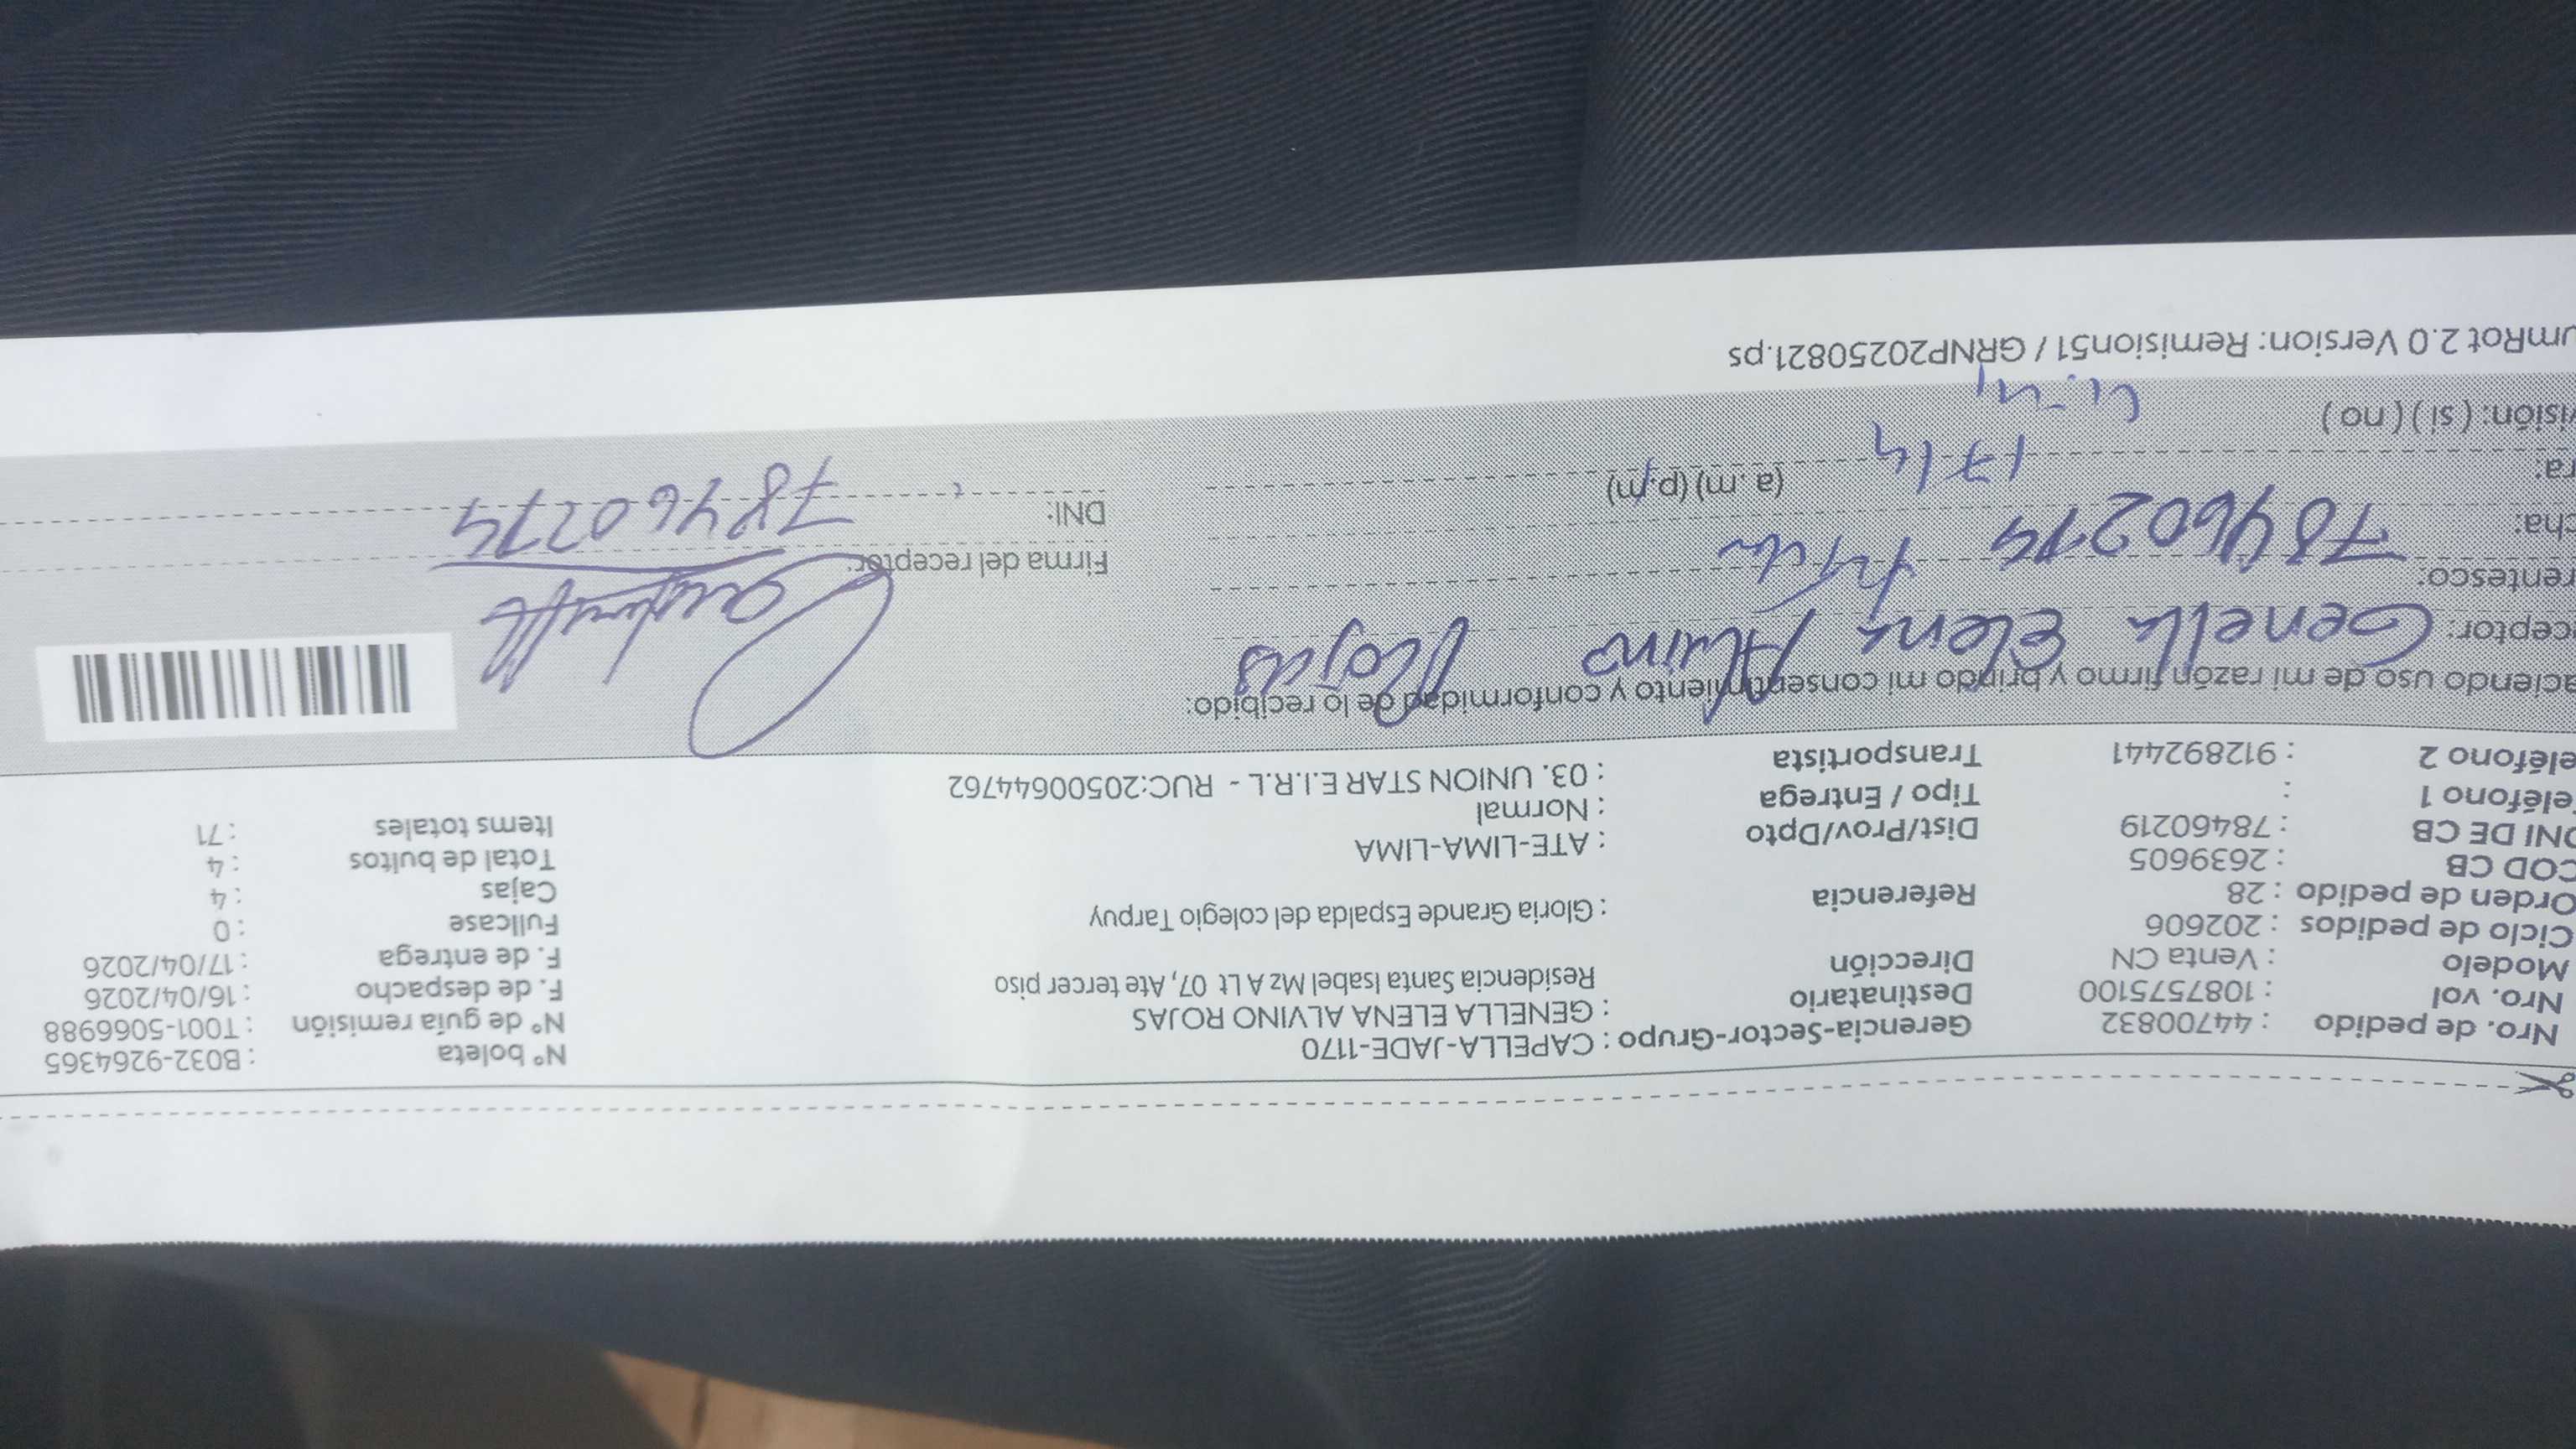 Nro. de pedido : 44700832 Gerencia-Sector-Grupo : CAPELLA-JADE-1170 N° boleta : B032-9264365
Nro. vol : 1087575100 Destinatario : GENELLA ELENA ALVINO ROJAS N° de guía remisión : T001-5066988
Modelo : Venta CN Dirección Residencia Santa Isabel Mz A Lt 07, Ate tercer piso F. de despacho : 16/04/2026
Ciclo de pedidos : 202606 F. de entrega : 17/04/2026
Orden de pedido : 28 Referencia : Gloria Grande Espalda del colegio Tarpuy Fullcase : 0
COD CB : 2639605 Cajas : 4
DNI DE CB : 78460219 Dist/Prov/Dpto : ATE-LIMA-LIMA Total de bultos : 4
eléfono 1 : Tipo / Entrega : Normal Items totales : 71
eléfono 2 : 912892441 Transportista : 03. UNION STAR E.I.R.L - RUC:20500644762
aciendo uso de mi razón firmo y brindo mi consentimiento y conformidad de lo recibido:
ceptor: Genella Elena Alvino Rojas
rentesco: Firma del receptor:
cha: 78460214 DNI: 78460274
ra: 17/4 (a.m) (p.m)
isión: (si) (no)
umRot 2.0 Version: Remision51 / GRNP20250821.ps